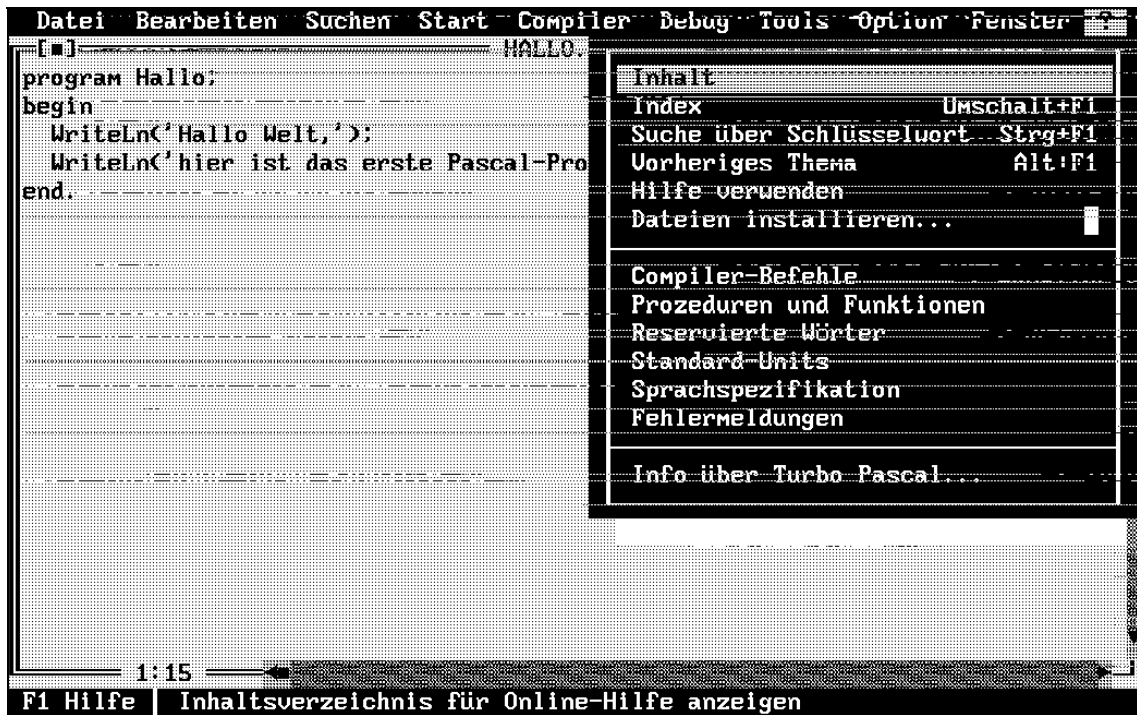 Datei Bearbeiten Suchen Start Compiler Debug Tools Option Fenster ?
HALLO.
program Hallo;
begin
WriteLn('Hallo Welt,');
WriteLn('hier ist das erste Pascal-Pro
end.
Inhalt
Index Umschalt+F1
Suche über Schlüsselwort Strg+F1
Vorheriges Thema Alt+F1
Hilfe verwenden
Dateien installieren...
Compiler-Befehle
Prozeduren und Funktionen
Reservierte Wörter
Standard-Units
Sprachspezifikation
Fehlermeldungen
Info über Turbo Pascal...
1:15
F1 Hilfe | Inhaltsverzeichnis für Online-Hilfe anzeigen